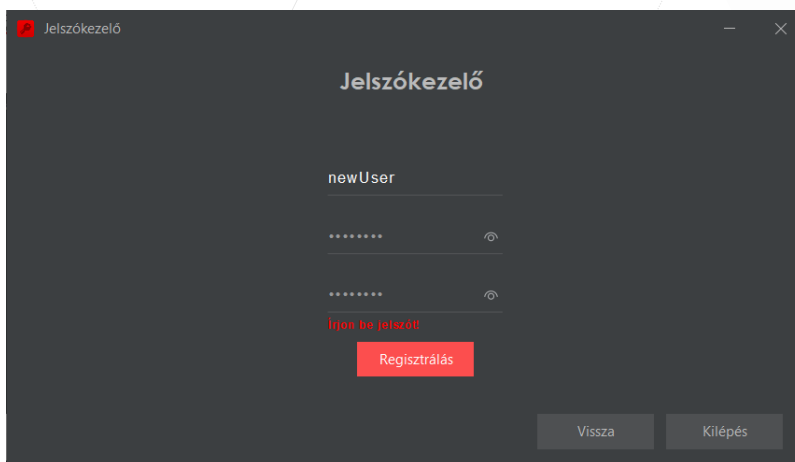 Jelszókezelő
Jelszókezelő
newUser
••••••••
••••••••
Írjon be jelszót!
Regisztrálás
Vissza
Kilépés